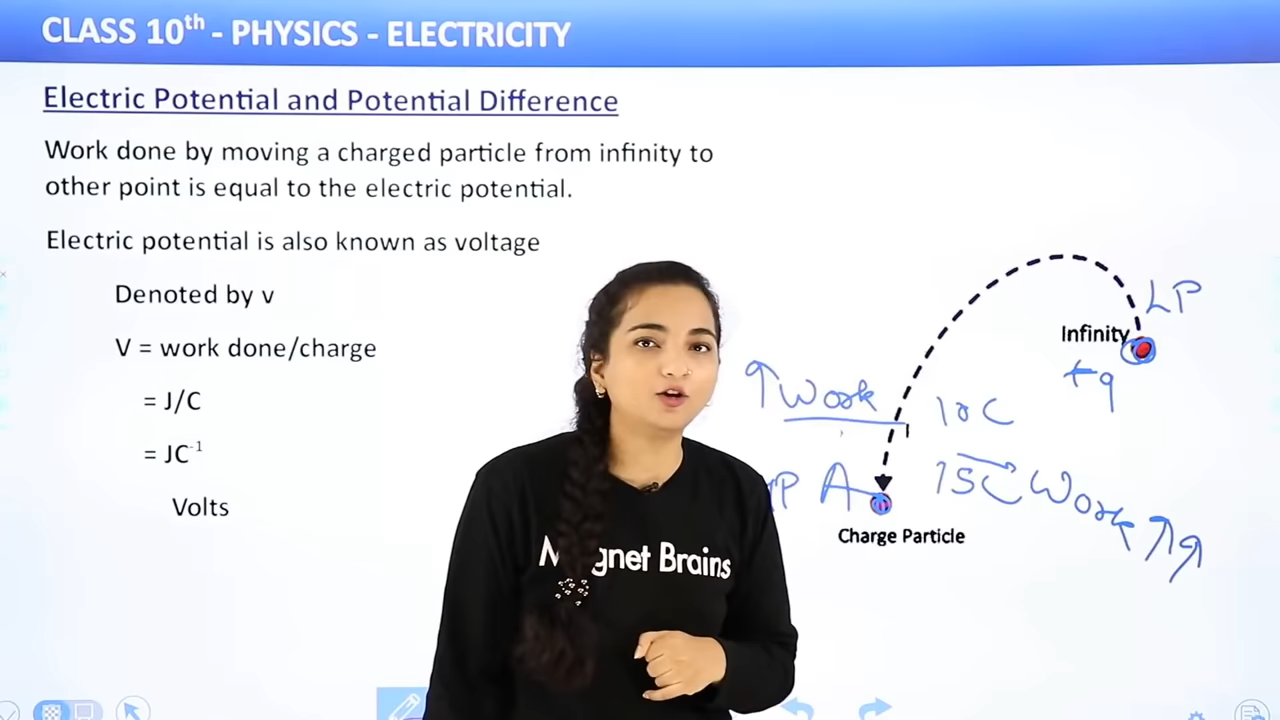 CLASS 10th - PHYSICS - ELECTRICITY
Electric Potential and Potential Difference
Work done by moving a charged particle from infinity to
other point is equal to the electric potential.
Electric potential is also known as voltage
Denoted by v
V = work done/charge
= J/C
= JC⁻¹
Volts
LP
Infinity
+q
↑ Work
10C
P A
15C Work ↑↑
Charge Particle
Magnet Brains